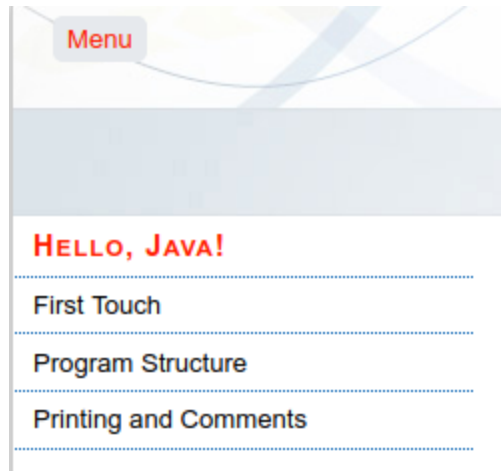 Menu
HELLO, JAVA!
First Touch
Program Structure
Printing and Comments